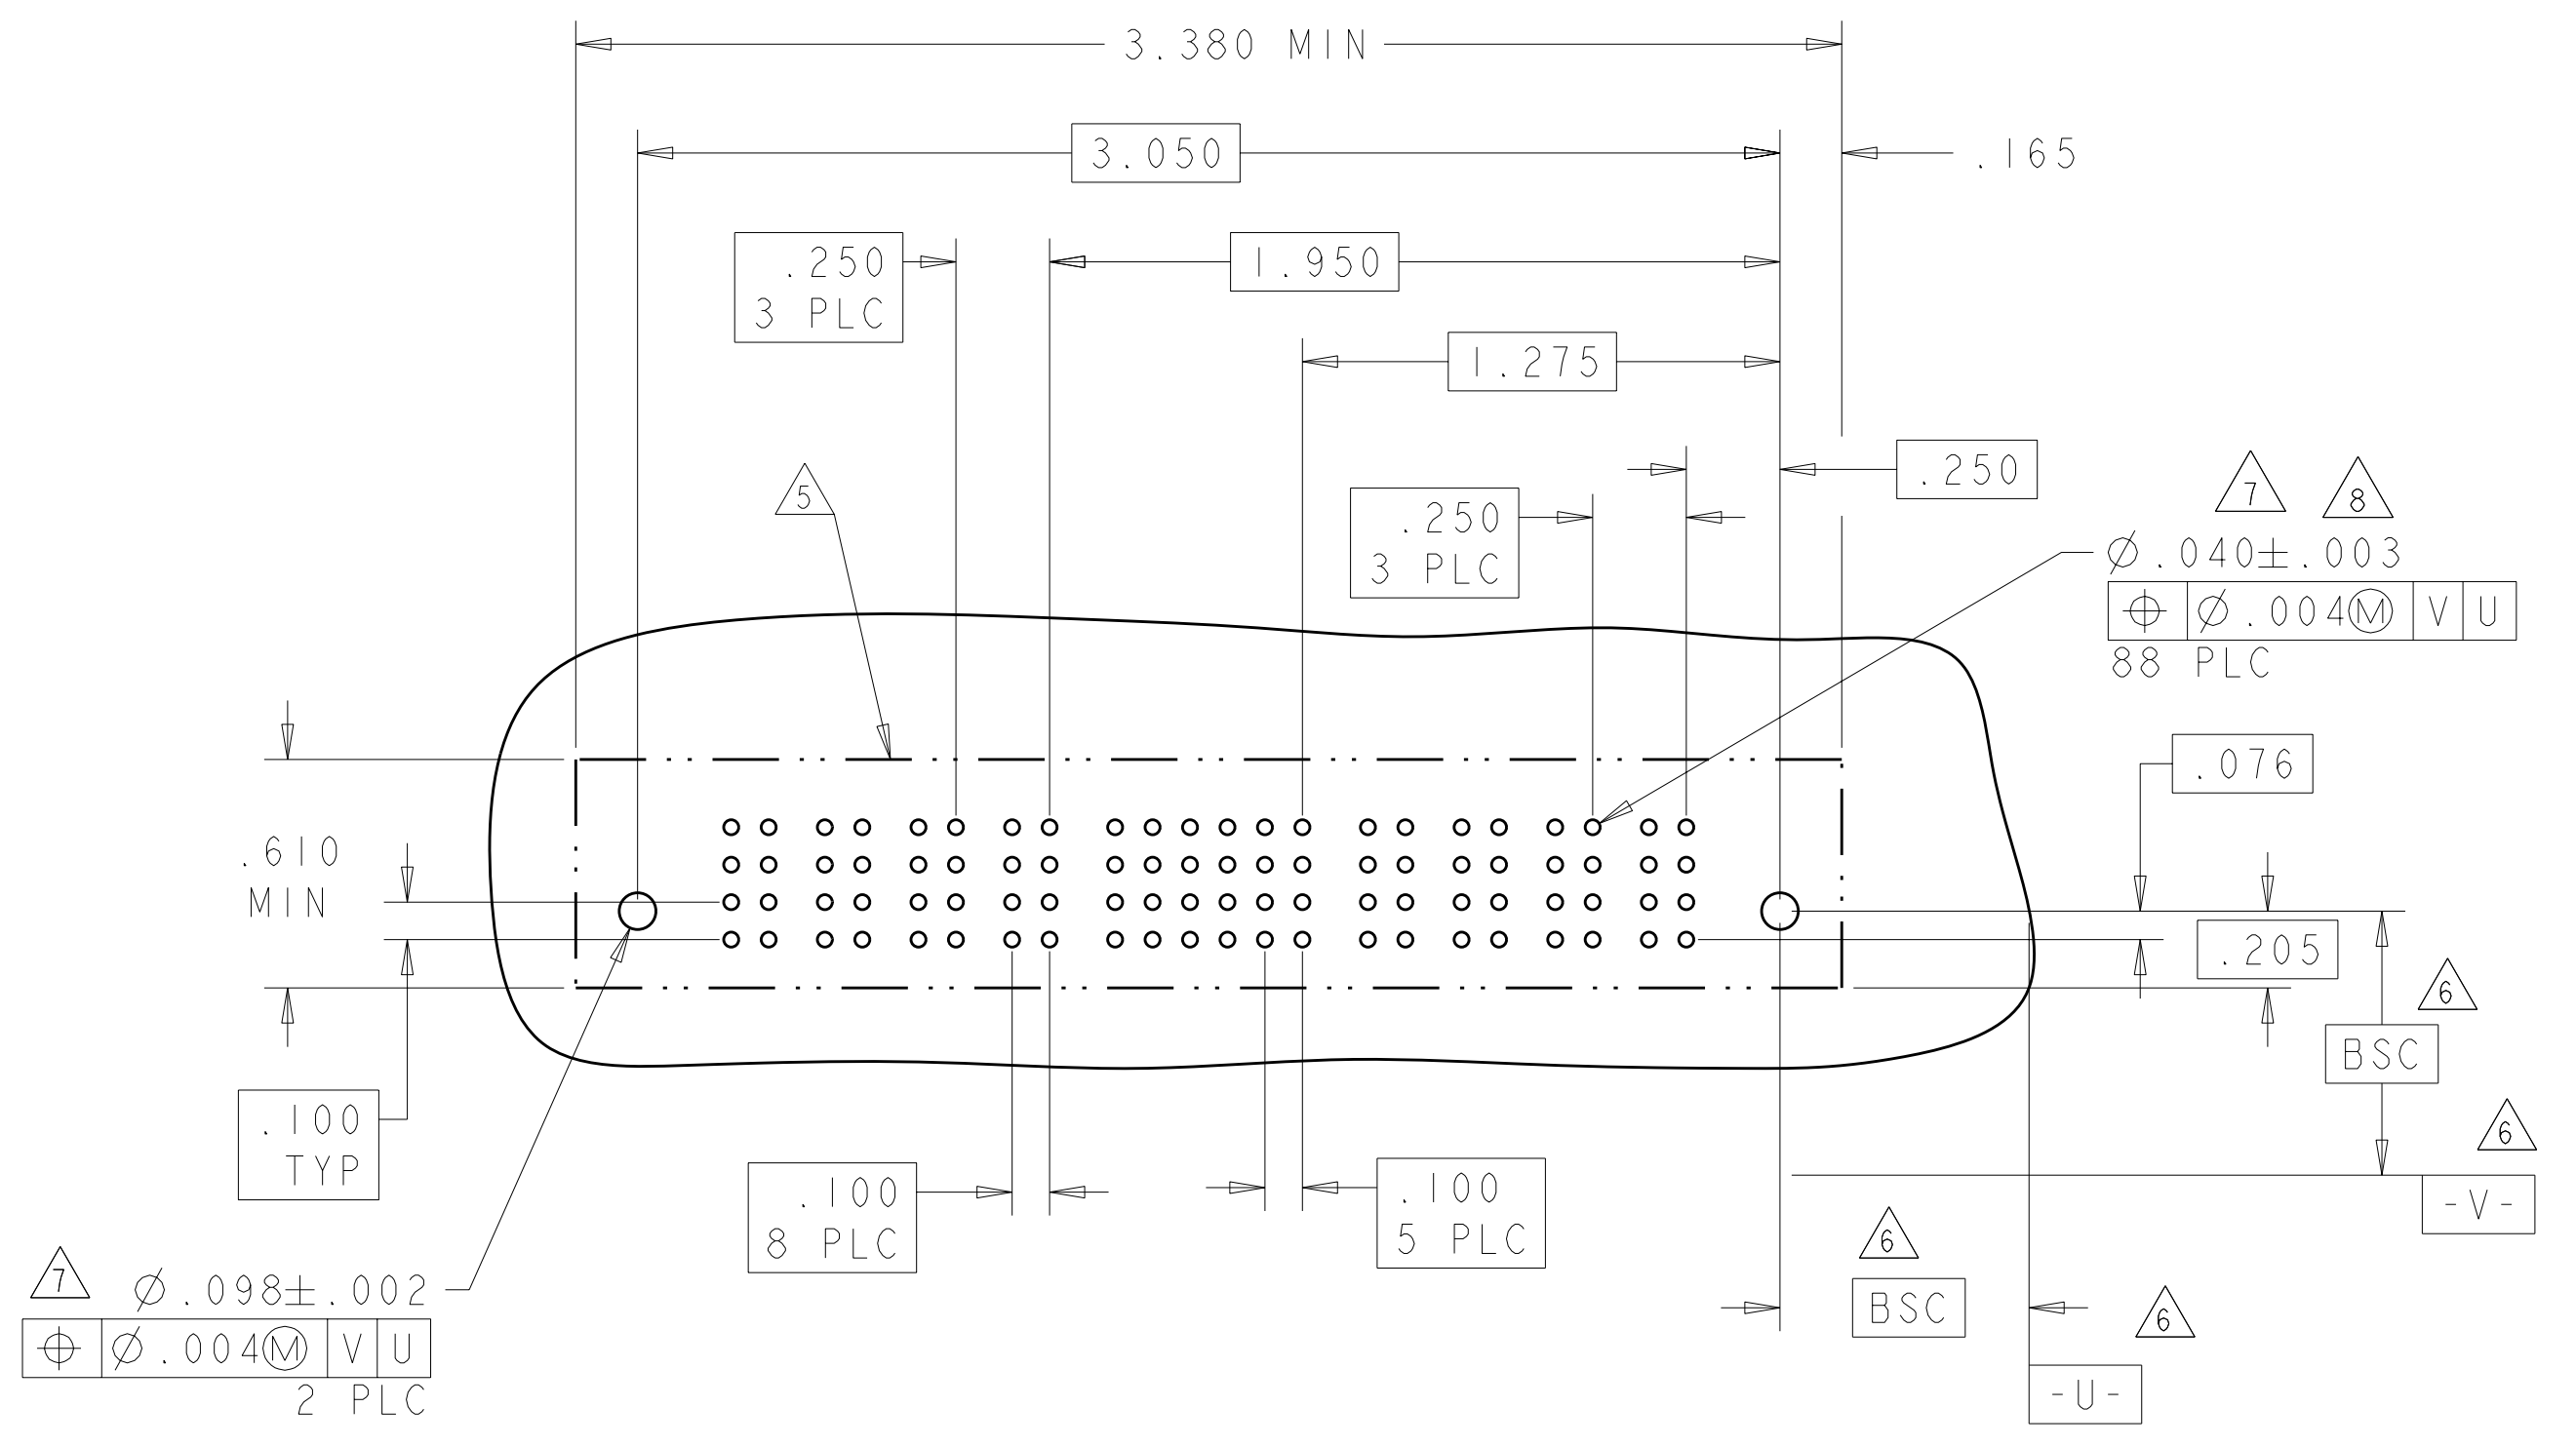 3.380 MIN
3.050
.165
.250
3 PLC
1.950
1.275
.250
5
.250
3 PLC
7
8
Ø.040±.003
⌖ Ø.004Ⓜ V U
88 PLC
.076
.610
MIN
.205
6
BSC
.100
TYP
6
-V-
.100
8 PLC
.100
5 PLC
6
BSC
7
Ø.098±.002
⌖ Ø.004Ⓜ V U
2 PLC
6
-U-